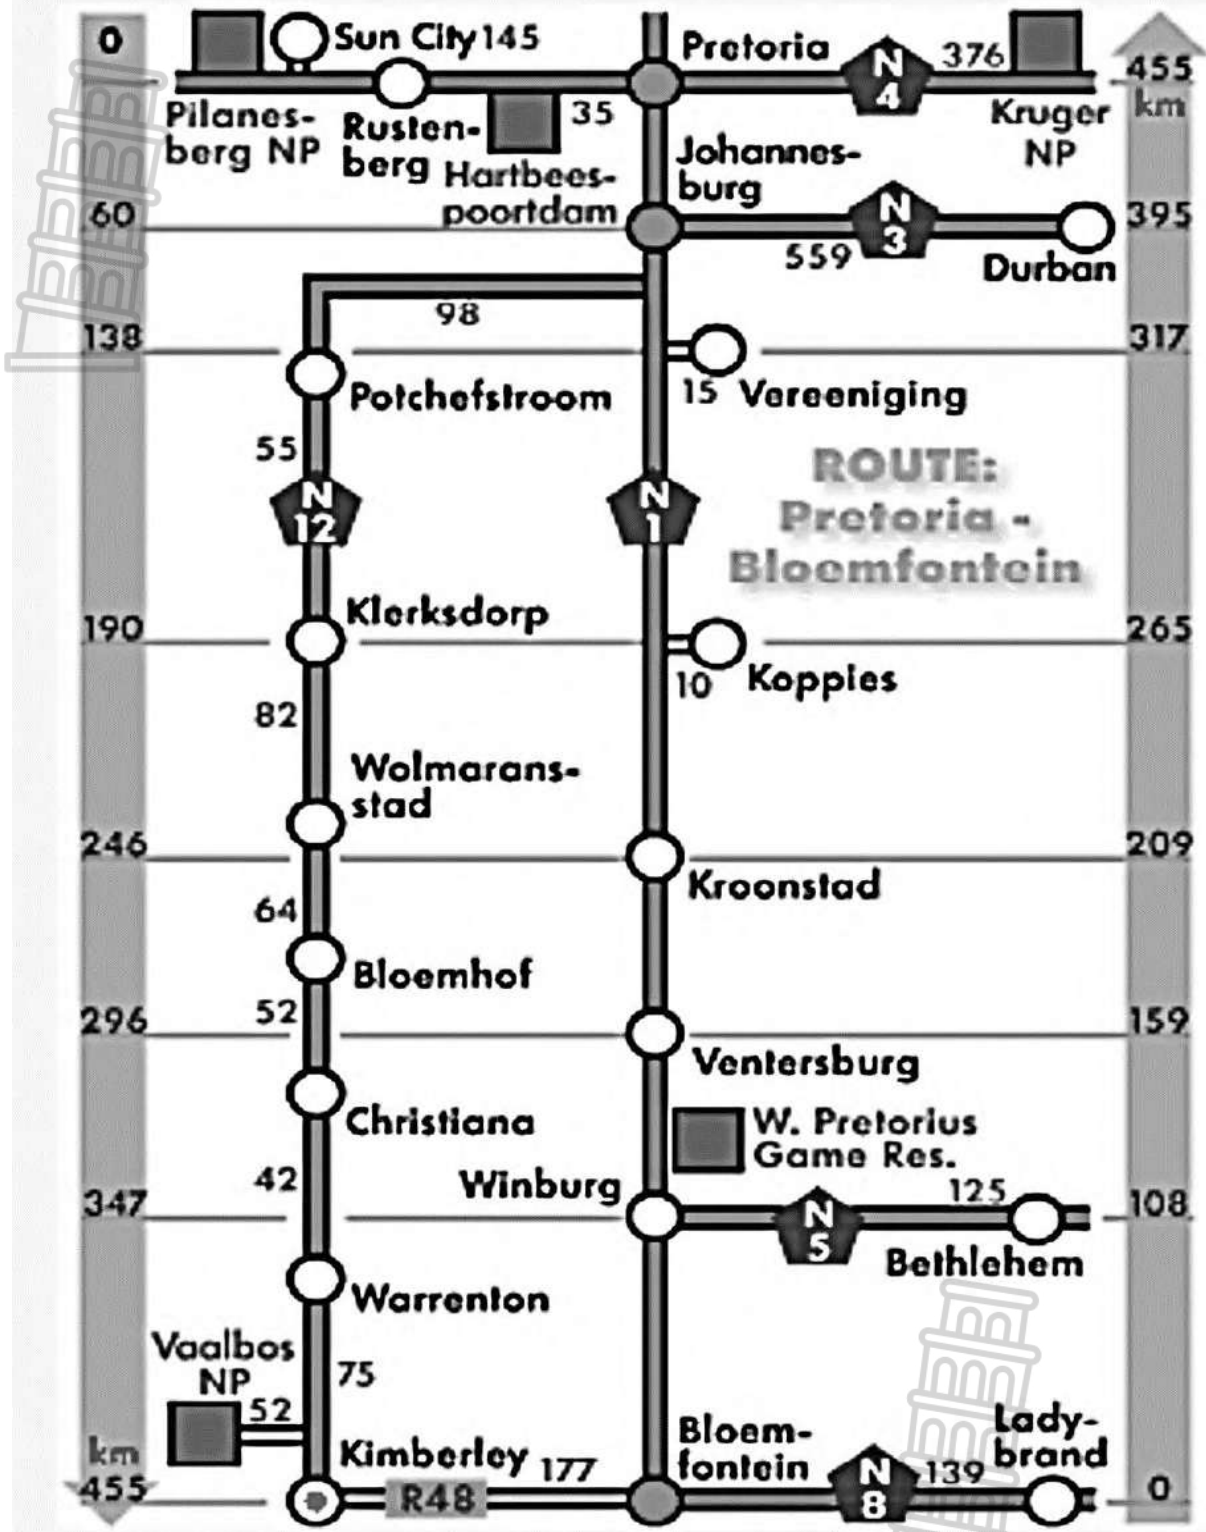 0
Sun City 145
Pretoria
N
4
376
455
km
Pilanes-
berg NP
Rusten-
berg
35
Hartbees-
poortdam
Kruger
NP
Johannes-
burg
60
N
3
395
559
Durban
98
138
317
Potchefstroom
15
Vereeniging
55
ROUTE:
Pretoria -
Bloemfontein
N
12
N
1
Klerksdorp
190
265
10
Koppies
82
Wolmarans-
stad
246
209
Kroonstad
64
Bloemhof
52
296
159
Ventersburg
Christiana
W. Pretorius
Game Res.
42
Winburg
125
347
N
5
108
Bethlehem
Warrenton
Vaalbos
NP
75
52
km
Kimberley
177
Bloem-
fontein
N
8
139
Lady-
brand
455
R48
0